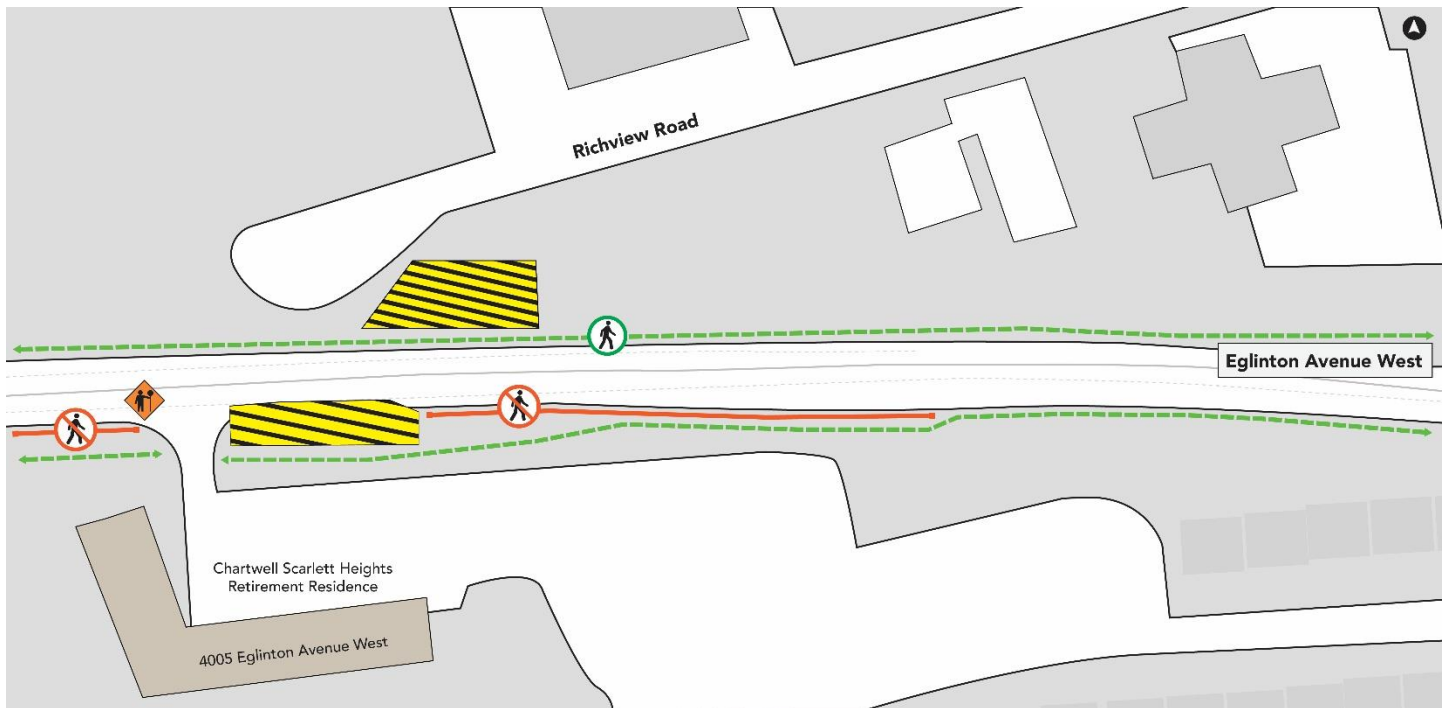 Richview Road
Eglinton Avenue West
Chartwell Scarlett Heights
Retirement Residence
4005 Eglinton Avenue West